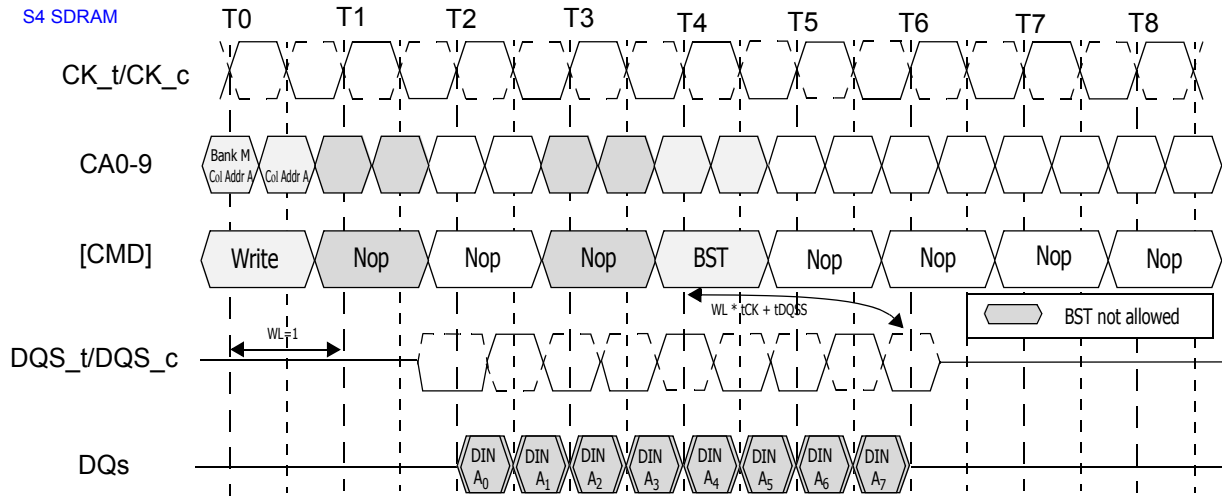 S4 SDRAM
T0 T1 T2 T3 T4 T5 T6 T7 T8
CK_t/CK_c
CA0-9
Bank M
Col Addr A Col Addr A
[CMD]
Write Nop Nop Nop BST Nop Nop Nop Nop
WL * tCK + tDQSS
BST not allowed
WL=1
DQS_t/DQS_c
DQs
DIN DIN DIN DIN DIN DIN DIN DIN
A0 A1 A2 A3 A4 A5 A6 A7